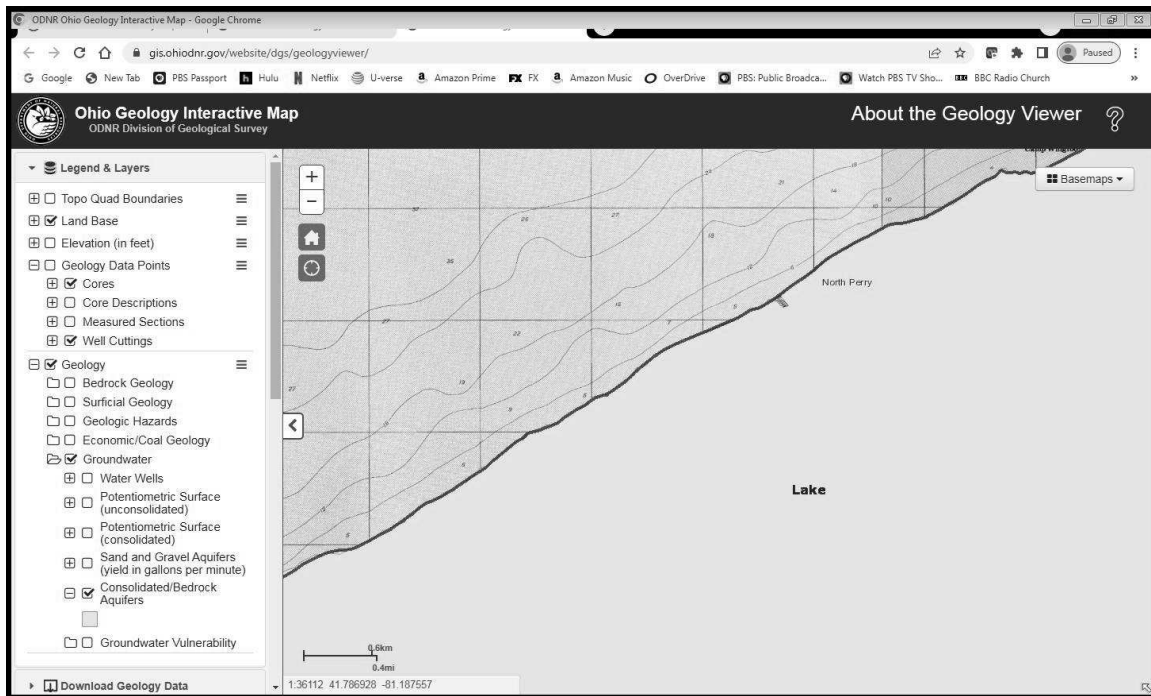 ODNR Ohio Geology Interactive Map - Google Chrome
gis.ohiodnr.gov/website/dgs/geologyviewer/
Paused
Google New Tab PBS Passport Hulu Netflix U-verse Amazon Prime FX Amazon Music OverDrive PBS: Public Broadca... Watch PBS TV Sho... BBC Radio Church »
Ohio Geology Interactive Map
ODNR Division of Geological Survey
About the Geology Viewer
Legend & Layers
Topo Quad Boundaries
Land Base
Elevation (in feet)
Geology Data Points
Cores
Core Descriptions
Measured Sections
Well Cuttings
Geology
Bedrock Geology
Surficial Geology
Geologic Hazards
Economic/Coal Geology
Groundwater
Water Wells
Potentiometric Surface
(unconsolidated)
Potentiometric Surface
(consolidated)
Sand and Gravel Aquifers
(yield in gallons per minute)
Consolidated/Bedrock
Aquifers
Groundwater Vulnerability
Download Geology Data
Basemaps
North Perry
Lake
0.6km
0.4mi
1:36112 41.786928 -81.187557